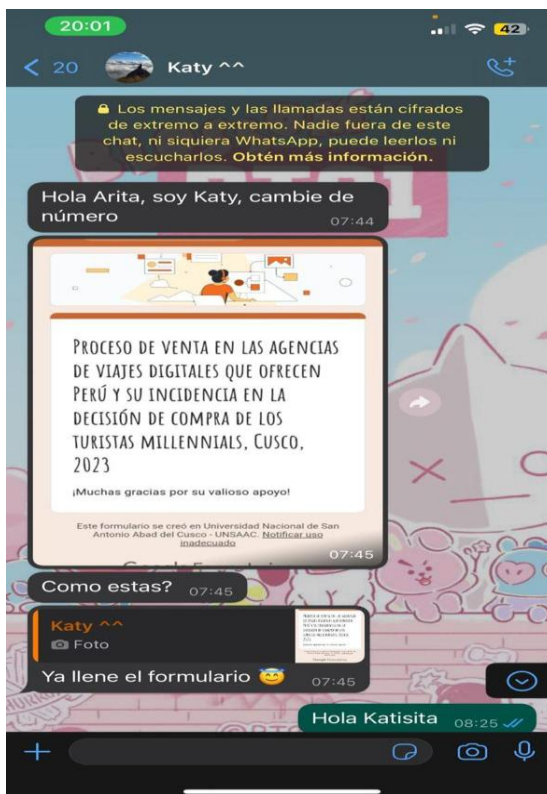 20:01
42
20
Katy ^^
🔒 Los mensajes y las llamadas están cifrados
de extremo a extremo. Nadie fuera de este
chat, ni siquiera WhatsApp, puede leerlos ni
escucharlos. Obtén más información.
Hola Arita, soy Katy, cambie de
número
07:44
PROCESO DE VENTA EN LAS AGENCIAS
DE VIAJES DIGITALES QUE OFRECEN
PERÚ Y SU INCIDENCIA EN LA
DECISIÓN DE COMPRA DE LOS
TURISTAS MILLENNIALS, CUSCO,
2023
¡Muchas gracias por su valioso apoyo!
Este formulario se creó en Universidad Nacional de San
Antonio Abad del Cusco - UNSAAC. Notificar uso
inadecuado
07:45
Como estas? 07:45
Katy ^^
Foto
Ya llene el formulario 😇 07:45
Hola Katisita 08:25